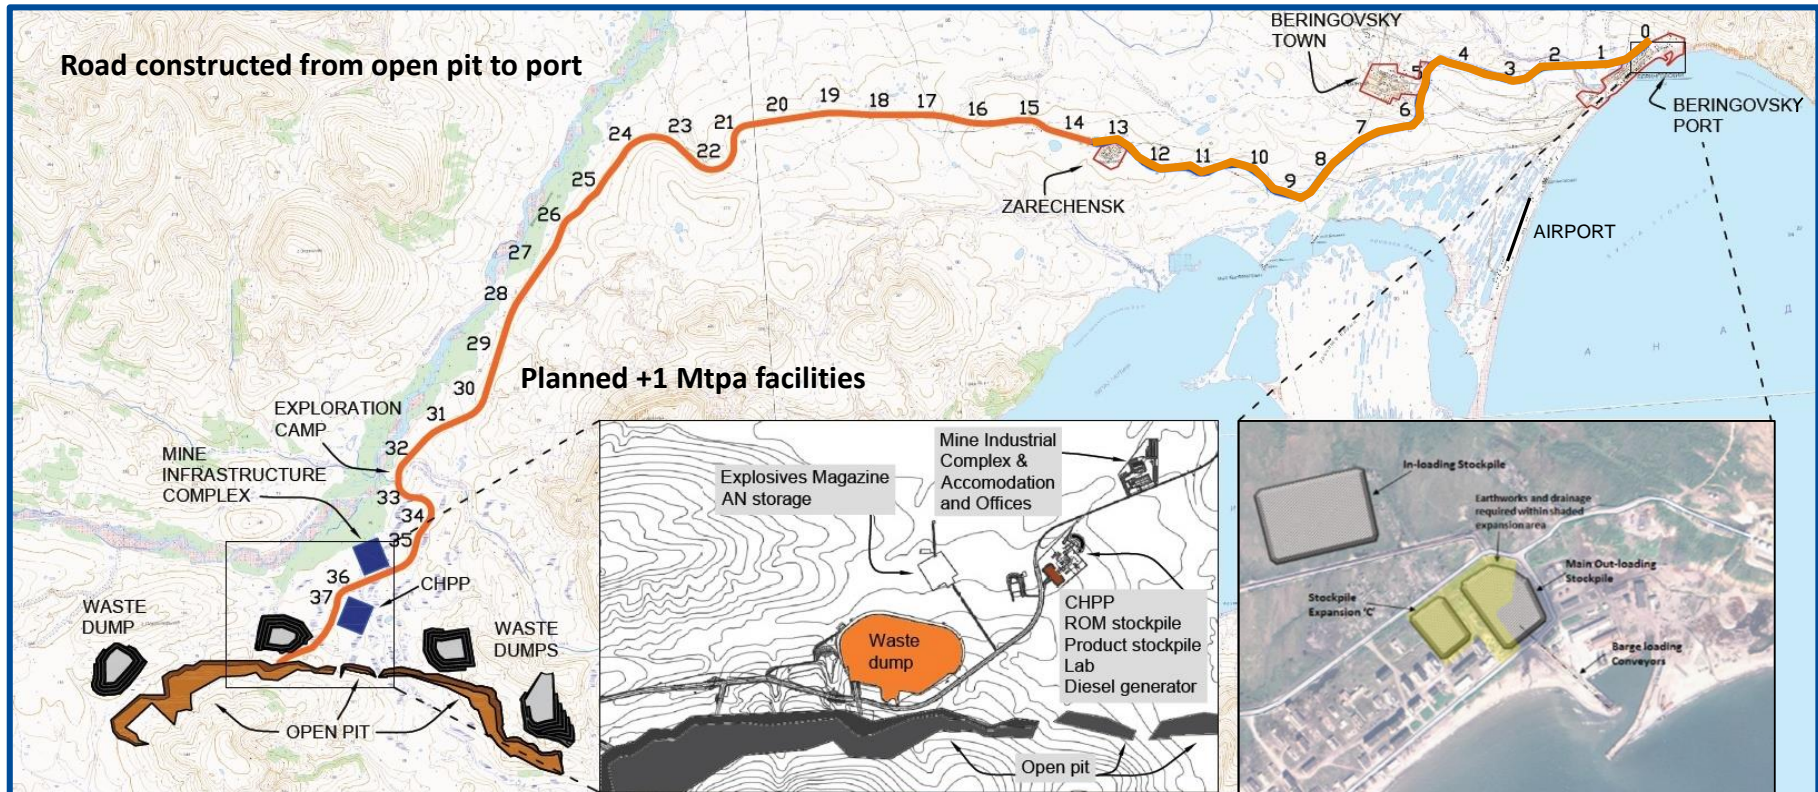 Road constructed from open pit to port
BERINGOVSKY
TOWN
0
1
2
3
4
5
6
7
8
9
10
11
12
13
14
15
16
17
18
19
20
21
22
23
24
25
26
27
28
29
30
31
32
33
34
35
36
37
BERINGOVSKY
PORT
ZARECHENSK
AIRPORT
Planned +1 Mtpa facilities
EXPLORATION
CAMP
MINE
INFRASTRUCTURE
COMPLEX
CHPP
WASTE
DUMP
WASTE
DUMPS
OPEN PIT
Explosives Magazine
AN storage
Mine Industrial
Complex &
Accomodation
and Offices
Waste
dump
CHPP
ROM stockpile
Product stockpile
Lab
Diesel generator
Open pit
In-loading Stockpile
Earthworks and drainage
required within shaded
expansion area
Main Out-loading
Stockpile
Stockpile
Expansion 'C'
Barge loading
Conveyors